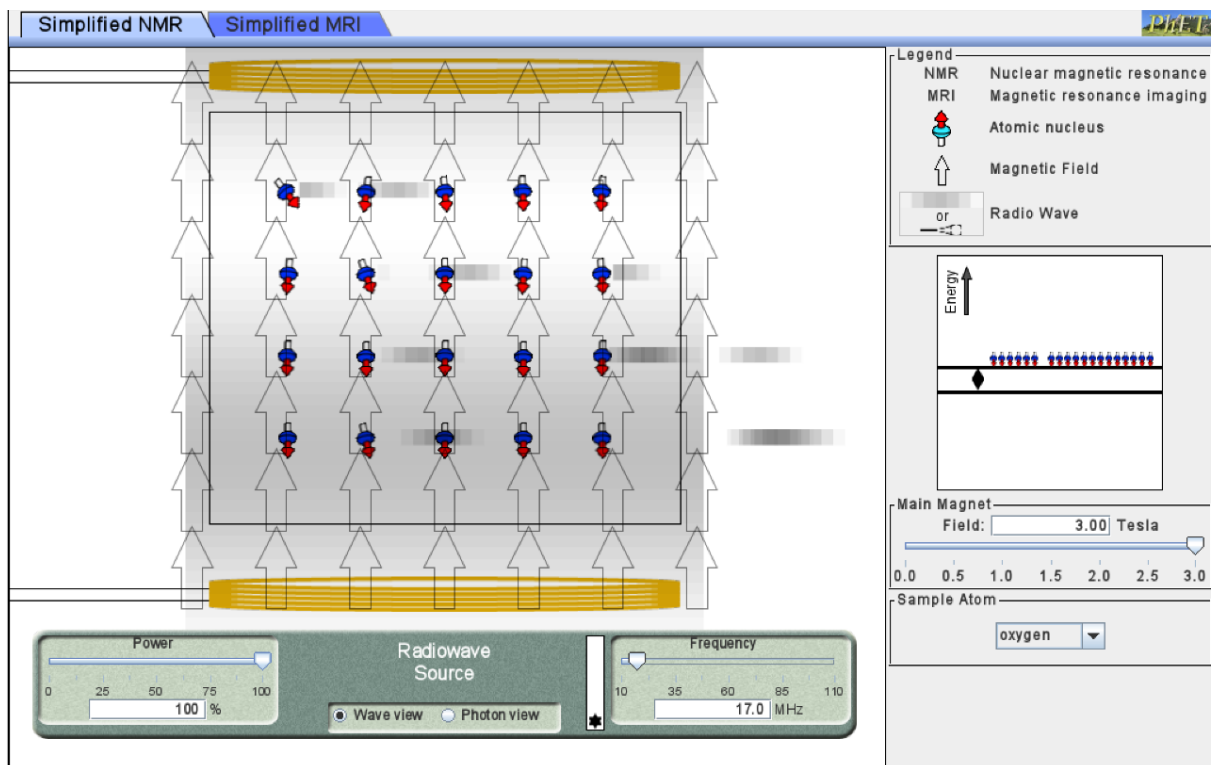 Simplified NMR
Simplified MRI
PhET
Legend
NMR Nuclear magnetic resonance
MRI Magnetic resonance imaging
Atomic nucleus
Magnetic Field
or
Radio Wave
Energy
Main Magnet
Field: 3.00 Tesla
0.0 0.5 1.0 1.5 2.0 2.5 3.0
Sample Atom
oxygen
Power
0 25 50 75 100
100 %
Radiowave
Source
Wave view Photon view
Frequency
10 35 60 85 110
17.0 MHz